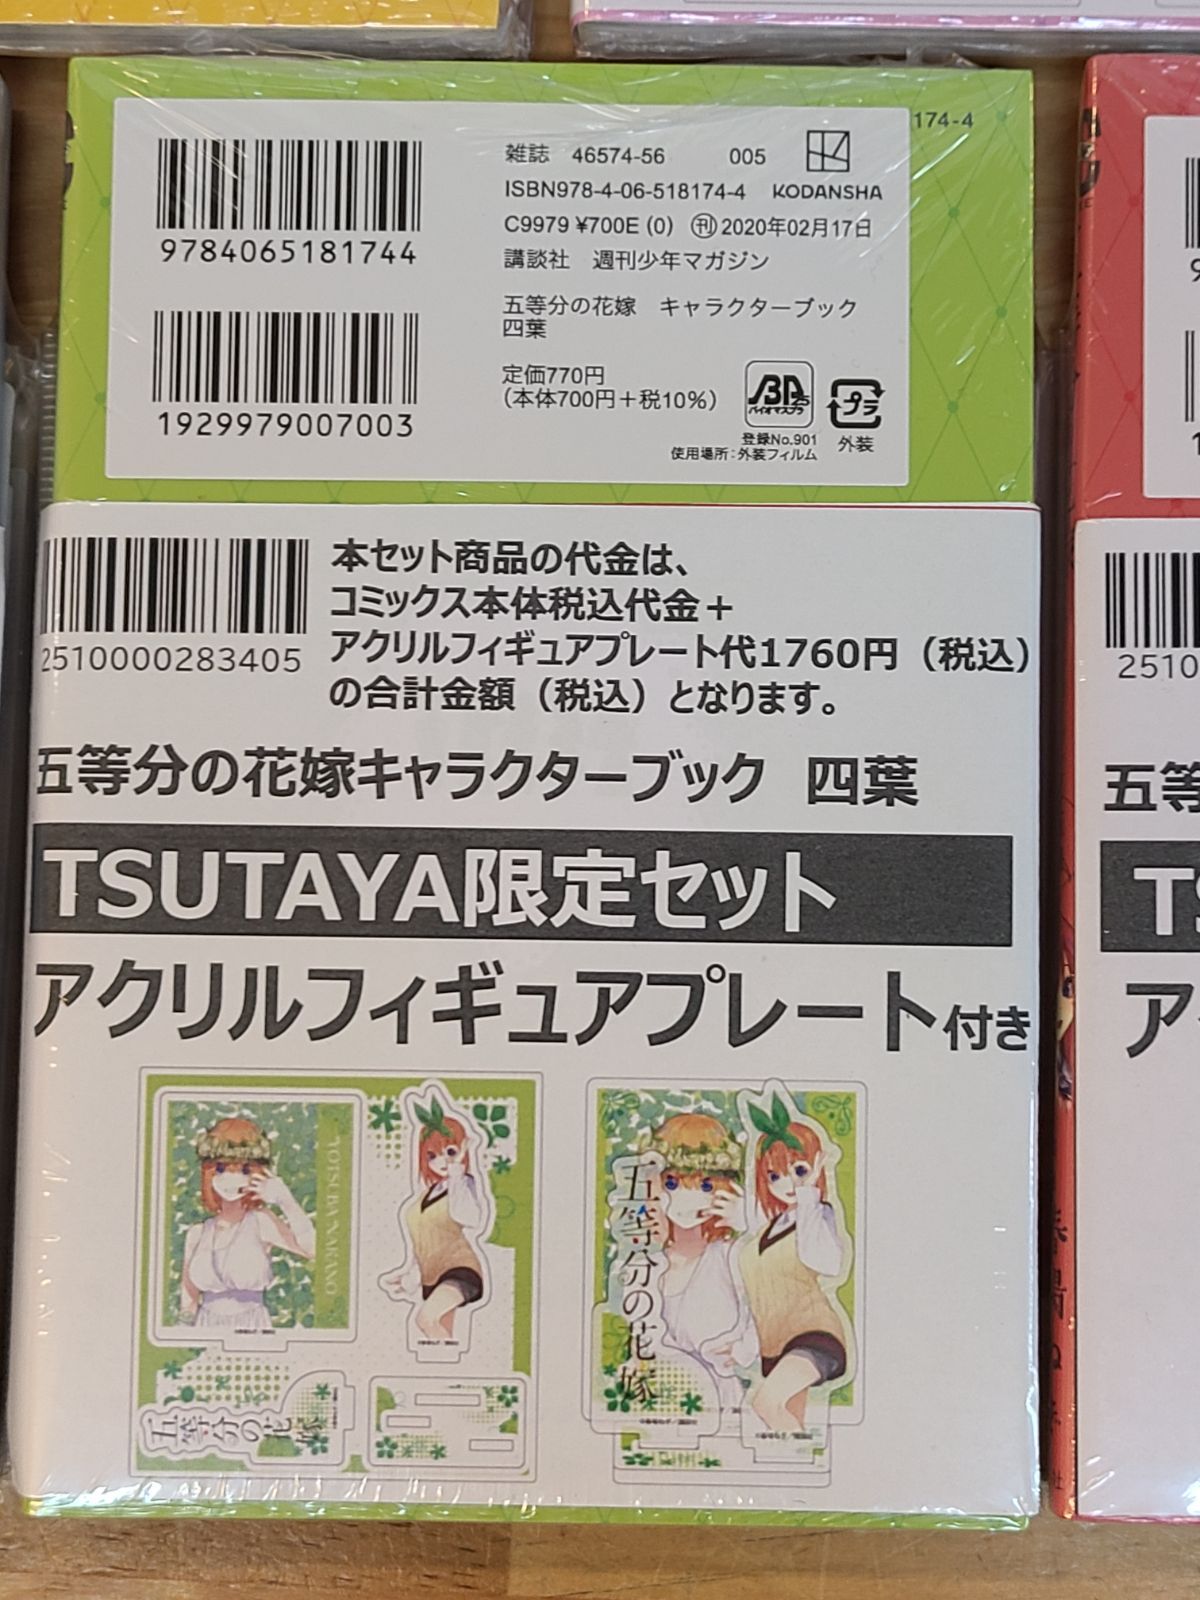 174-4
9784065181744
雑誌 46574-56 005
ISBN978-4-06-518174-4 KODANSHA
C9979 ¥700E (0) ㊞2020年02月17日
講談社 週刊少年マガジン
五等分の花嫁 キャラクターブック
四葉
定価770円
(本体700円+税10%)
1929979007003
バイオマスプラ
プラ
登録No.901
使用場所:外装フィルム
外装
本セット商品の代金は、
コミックス本体税込代金+
アクリルフィギュアプレート代1760円(税込)
の合計金額(税込)となります。
2510000283405
五等分の花嫁キャラクターブック 四葉
TSUTAYA限定セット
アクリルフィギュアプレート付き
YOTSUBA NAKANO
五等分の花嫁
五等分の花嫁
2510
五等
TS
ア